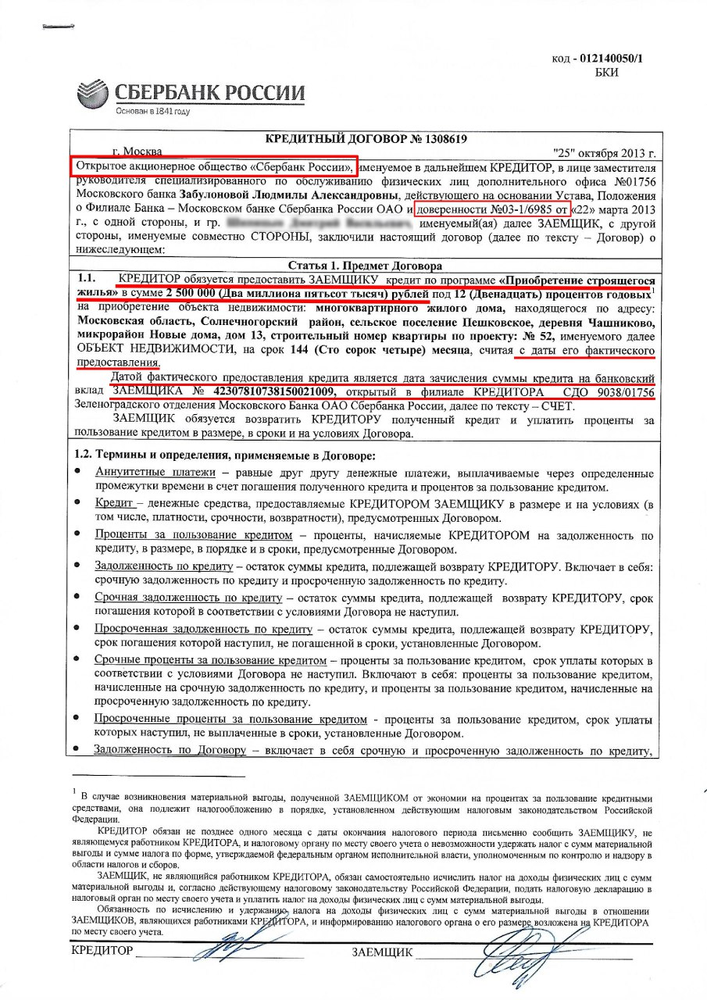 код - 012140050/1
БКИ
СБЕРБАНК РОССИИ
Основан в 1841 году
КРЕДИТНЫЙ ДОГОВОР № 1308619
г. Москва "25" октября 2013 г.
Открытое акционерное общество «Сбербанк России», именуемое в дальнейшем КРЕДИТОР, в лице заместителя
руководителя специализированного по обслуживанию физических лиц дополнительного офиса №01756
Московского банка Забулоновой Людмилы Александровны, действующего на основании Устава, Положения
о Филиале Банка – Московском банке Сбербанка России ОАО и доверенности №03-1/6985 от «22» марта 2013
г., с одной стороны, и гр. именуемый(ая) далее ЗАЕМЩИК, с другой
стороны, именуемые совместно СТОРОНЫ, заключили настоящий договор (далее по тексту – Договор) о
нижеследующем:
Статья 1. Предмет Договора
1.1. КРЕДИТОР обязуется предоставить ЗАЕМЩИКУ кредит по программе «Приобретение строящегося
жилья» в сумме 2 500 000 (Два миллиона пятьсот тысяч) рублей под 12 (Двенадцать) процентов годовых1
на приобретение объекта недвижимости: многоквартирного жилого дома, находящегося по адресу:
Московская область, Солнечногорский район, сельское поселение Пешковское, деревня Чашниково,
микрорайон Новые дома, дом 13, строительный номер квартиры по проекту: № 52, именуемого далее
ОБЪЕКТ НЕДВИЖИМОСТИ, на срок 144 (Сто сорок четыре) месяца, считая с даты его фактического
предоставления.
Датой фактического предоставления кредита является дата зачисления суммы кредита на банковский
вклад ЗАЕМЩИКА № 42307810738150021009, открытый в филиале КРЕДИТОРА СДО 9038/01756
Зеленоградского отделения Московского Банка ОАО Сбербанка России, далее по тексту – СЧЕТ.
ЗАЕМЩИК обязуется возвратить КРЕДИТОРУ полученный кредит и уплатить проценты за
пользование кредитом в размере, в сроки и на условиях Договора.
1.2. Термины и определения, применяемые в Договоре:
• Аннуитетные платежи – равные друг другу денежные платежи, выплачиваемые через определенные
промежутки времени в счет погашения полученного кредита и процентов за пользование кредитом.
• Кредит – денежные средства, предоставляемые КРЕДИТОРОМ ЗАЕМЩИКУ в размере и на условиях (в
том числе, платности, срочности, возвратности), предусмотренных Договором.
• Проценты за пользование кредитом – проценты, начисляемые КРЕДИТОРОМ на задолженность по
кредиту, в размере, в порядке и в сроки, предусмотренные Договором.
• Задолженность по кредиту – остаток суммы кредита, подлежащей возврату КРЕДИТОРУ. Включает в себя:
срочную задолженность по кредиту и просроченную задолженность по кредиту.
• Срочная задолженность по кредиту – остаток суммы кредита, подлежащей возврату КРЕДИТОРУ, срок
погашения которой в соответствии с условиями Договора не наступил.
• Просроченная задолженность по кредиту – остаток суммы кредита, подлежащей возврату КРЕДИТОРУ,
срок погашения которой наступил, не погашенной в сроки, установленные Договором.
• Срочные проценты за пользование кредитом – проценты за пользование кредитом, срок уплаты которых в
соответствии с условиями Договора не наступил. Включают в себя: проценты за пользование кредитом,
начисленные на срочную задолженность по кредиту, и проценты за пользование кредитом, начисленные на
просроченную задолженность по кредиту.
• Просроченные проценты за пользование кредитом - проценты за пользование кредитом, срок уплаты
которых наступил, не выплаченные в сроки, установленные Договором.
• Задолженность по Договору – включает в себя срочную и просроченную задолженность по кредиту,
1 В случае возникновения материальной выгоды, полученной ЗАЕМЩИКОМ от экономии на процентах за пользование кредитными
средствами, она подлежит налогообложению в порядке, установленном действующим налоговым законодательством Российской
Федерации.
КРЕДИТОР обязан не позднее одного месяца с даты окончания налогового периода письменно сообщить ЗАЕМЩИКУ, не
являющемуся работником КРЕДИТОРА, и налоговому органу по месту своего учета о невозможности удержать налог с сумм материальной
выгоды и сумме налога по форме, утверждаемой федеральным органом исполнительной власти, уполномоченным по контролю и надзору в
области налогов и сборов.
ЗАЕМЩИК, не являющийся работником КРЕДИТОРА, обязан самостоятельно исчислить налог на доходы физических лиц с сумм
материальной выгоды и, согласно действующему налоговому законодательству Российской Федерации, подать налоговую декларацию в
налоговый орган по месту своего учета и уплатить налог на доходы физических лиц с сумм материальной выгоды.
Обязанность по исчислению и удержанию налога на доходы физических лиц с сумм материальной выгоды в отношении
ЗАЕМЩИКОВ, являющихся работниками КРЕДИТОРА, и информированию налогового органа о его размере возложена на КРЕДИТОРА
по месту своего учета.
КРЕДИТОР ЗАЕМЩИК